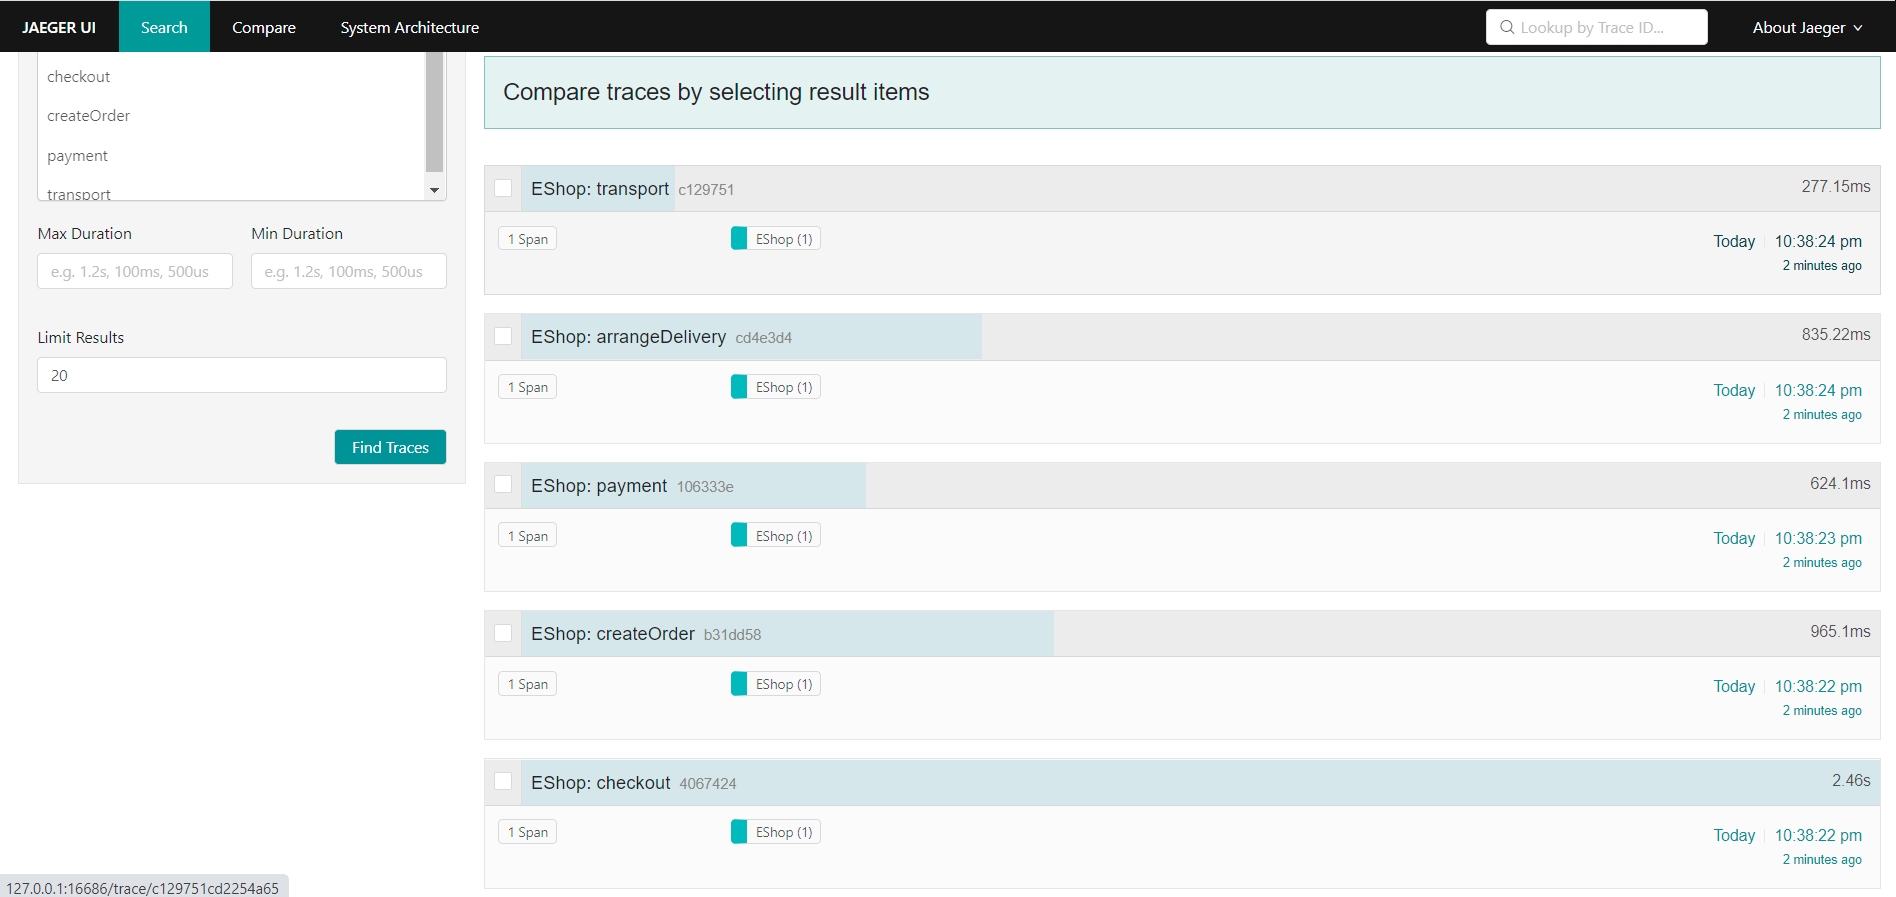 JAEGER UI Search Compare System Architecture Lookup by Trace ID... About Jaeger
checkout
createOrder
payment
transport
Max Duration Min Duration
e.g. 1.2s, 100ms, 500us e.g. 1.2s, 100ms, 500us
Limit Results
20
Find Traces
Compare traces by selecting result items
EShop: transport c129751 277.15ms
1 Span EShop (1) Today 10:38:24 pm
2 minutes ago
EShop: arrangeDelivery cd4e3d4 835.22ms
1 Span EShop (1) Today 10:38:24 pm
2 minutes ago
EShop: payment 106333e 624.1ms
1 Span EShop (1) Today 10:38:23 pm
2 minutes ago
EShop: createOrder b31dd58 965.1ms
1 Span EShop (1) Today 10:38:22 pm
2 minutes ago
EShop: checkout 4067424 2.46s
1 Span EShop (1) Today 10:38:22 pm
2 minutes ago
127.0.0.1:16686/trace/c129751cd2254a65